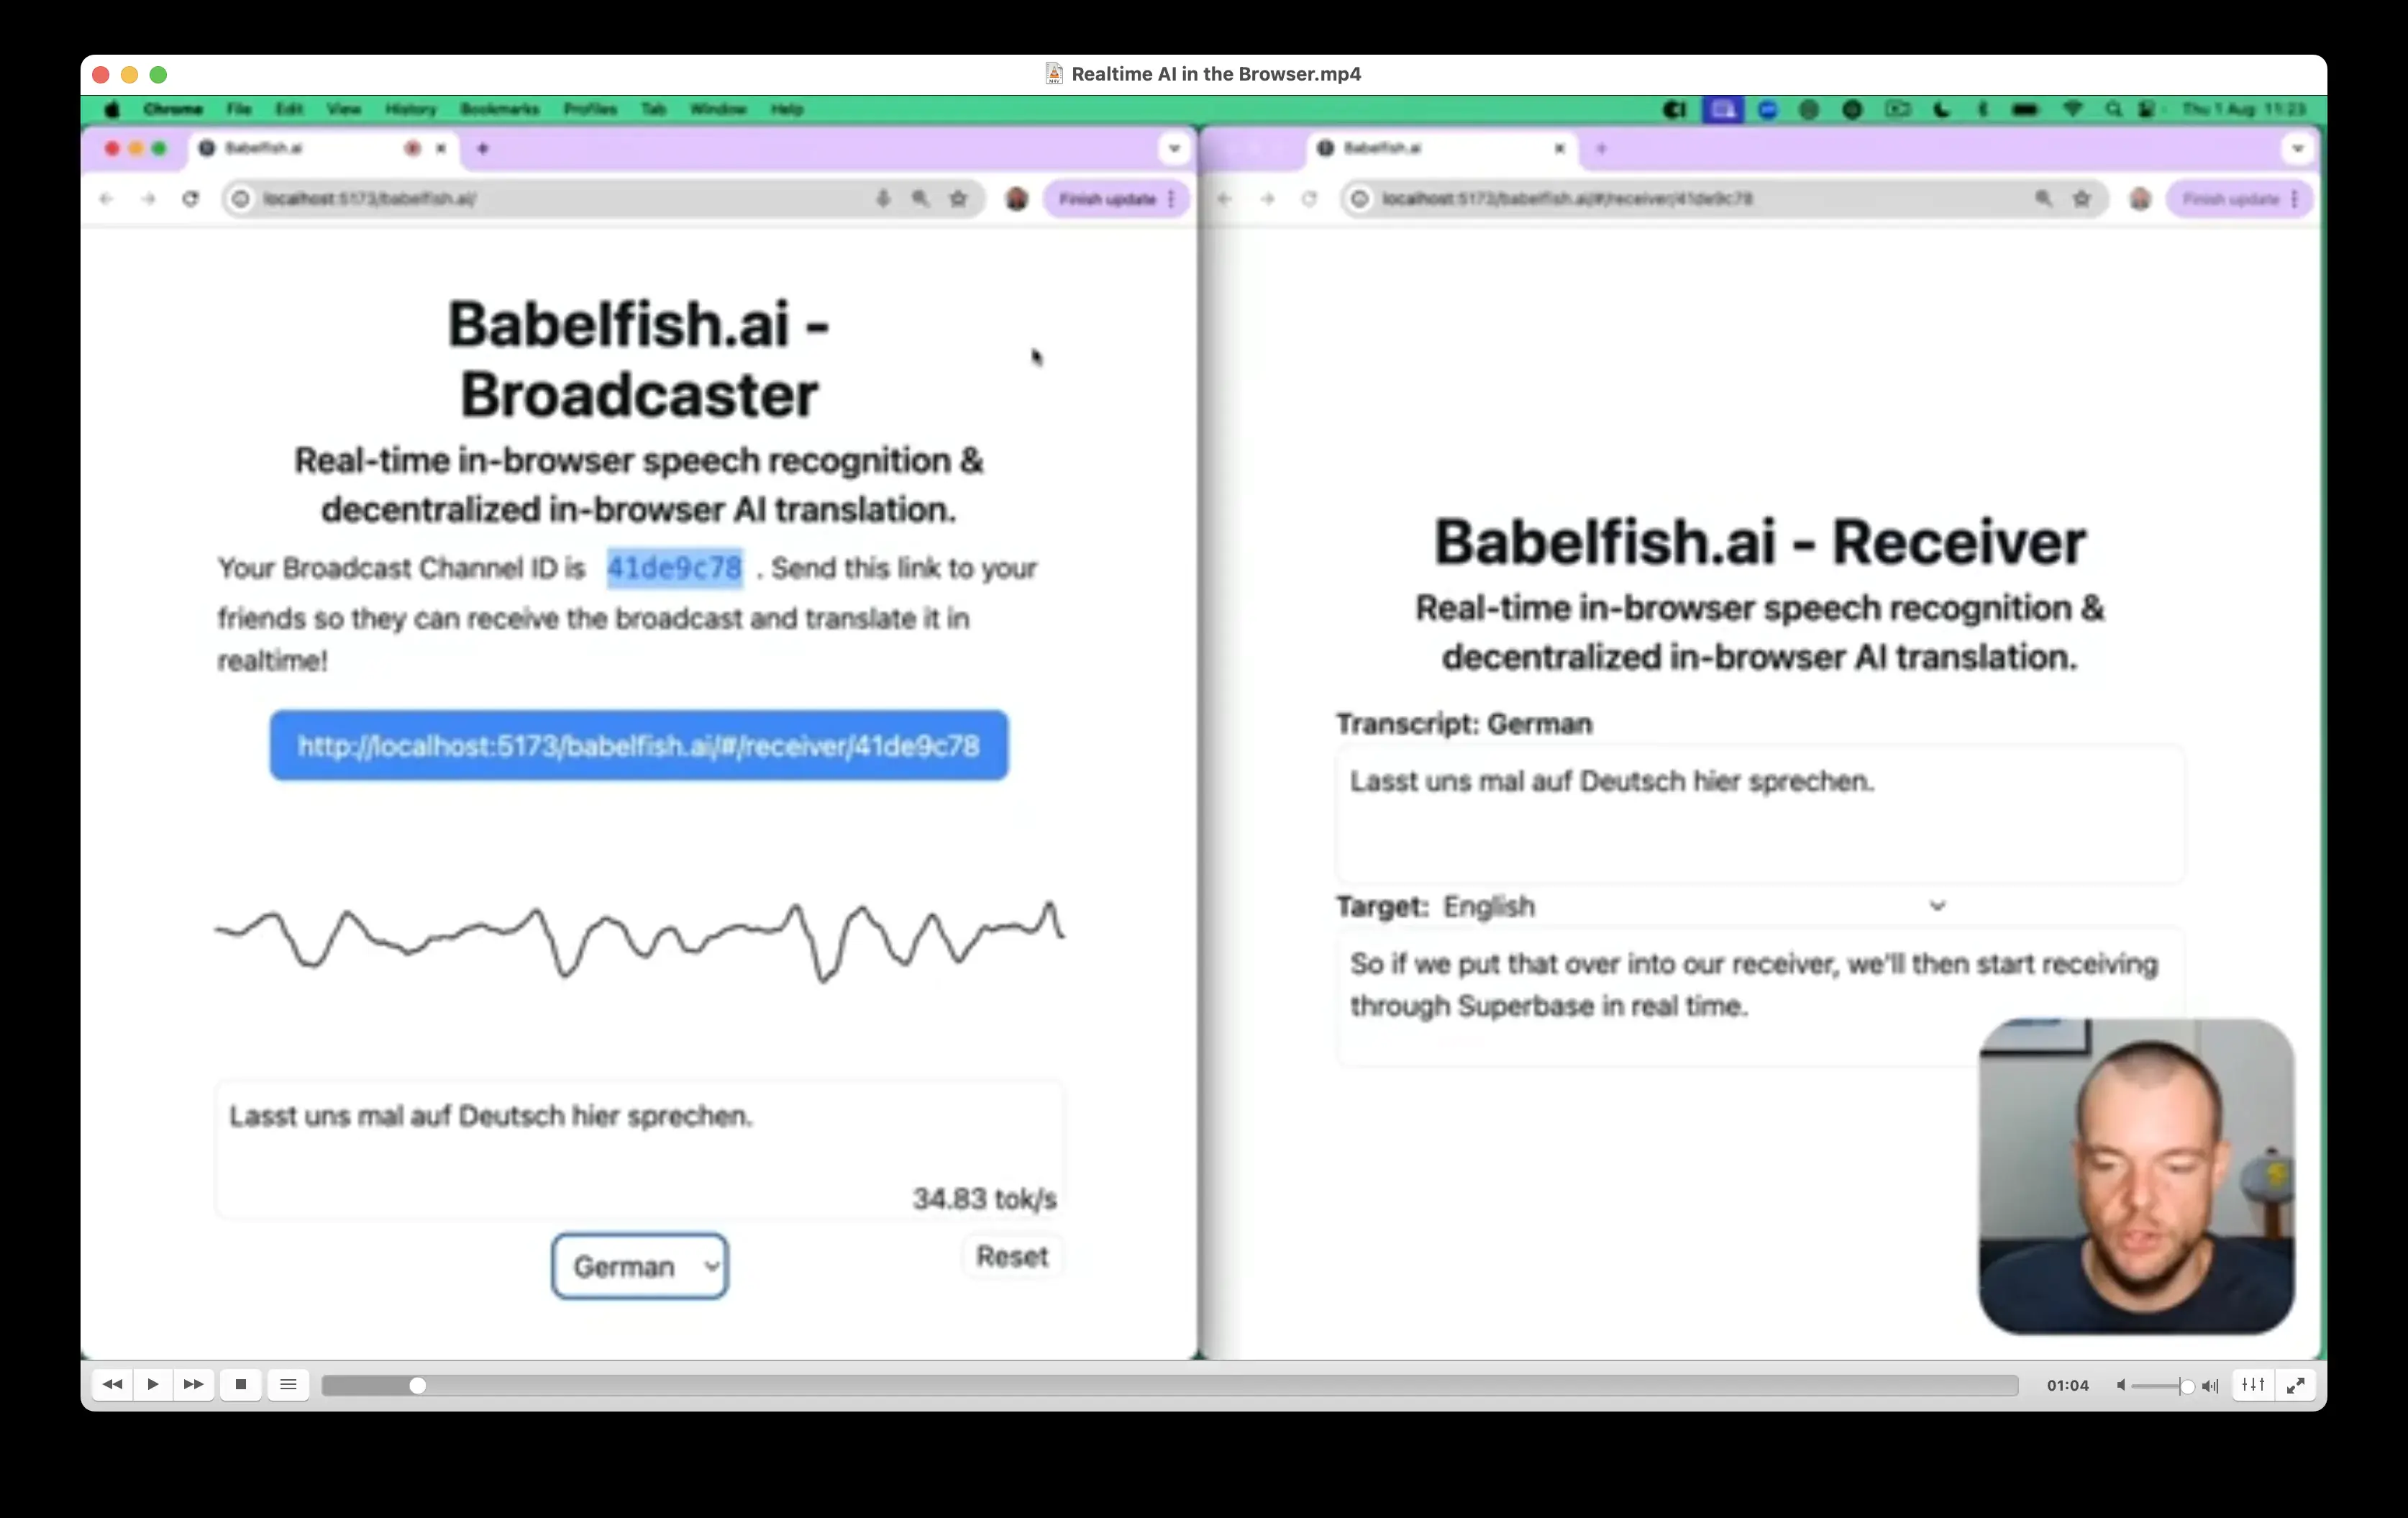 Realtime AI in the Browser.mp4
Chrome File Edit View History Bookmarks Profiles Tab Window Help
Thu 1 Aug 11:23
Babelfish.ai
localhost:5173/babelfish.ai/
Finish update
Babelfish.ai -
Broadcaster
Real-time in-browser speech recognition &
decentralized in-browser AI translation.
Your Broadcast Channel ID is 41de9c78 . Send this link to your
friends so they can receive the broadcast and translate it in
realtime!
http://localhost:5173/babelfish.ai/#/receiver/41de9c78
Lasst uns mal auf Deutsch hier sprechen.
34.83 tok/s
German
Reset
Babelfish.ai
localhost:5173/babelfish.ai/#/receiver/41de9c78
Finish update
Babelfish.ai - Receiver
Real-time in-browser speech recognition &
decentralized in-browser AI translation.
Transcript: German
Lasst uns mal auf Deutsch hier sprechen.
Target: English
So if we put that over into our receiver, we'll then start receiving
through Superbase in real time.
01:04